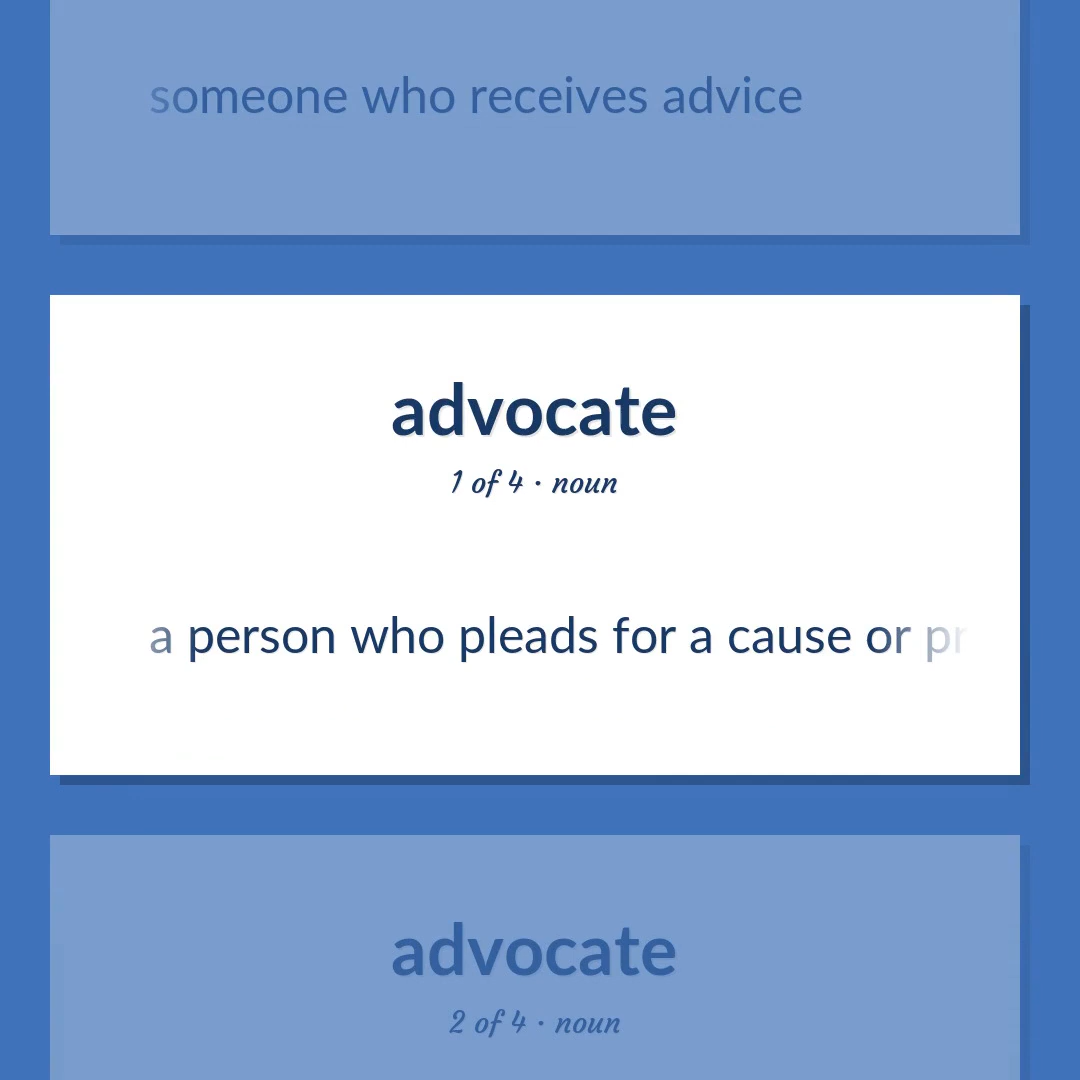 someone who receives advice
advocate
1 of 4 · noun
a person who pleads for a cause or
advocate
2 of 4 · noun